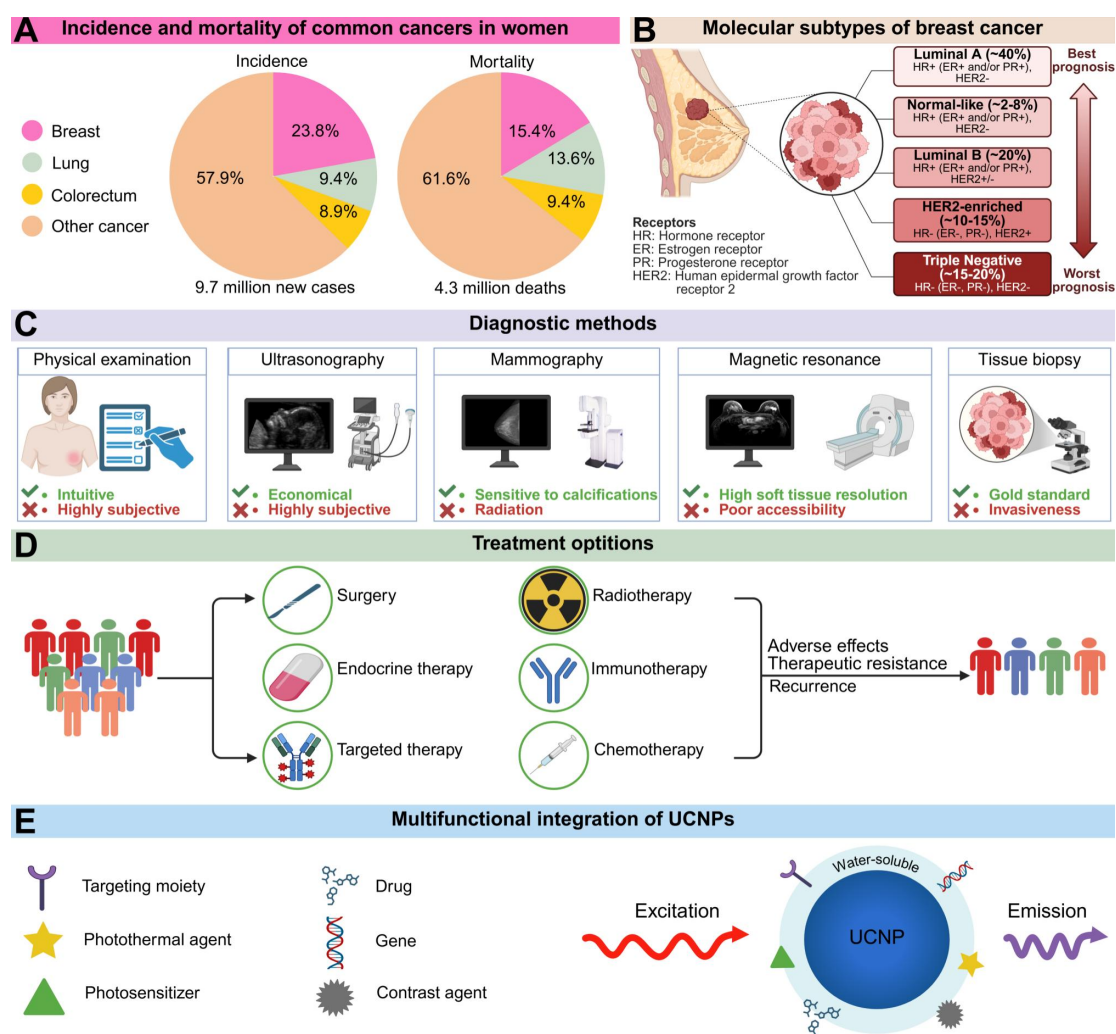 A
Incidence and mortality of common cancers in women
Incidence
Mortality
Breast
Lung
Colorectum
Other cancer
23.8%
9.4%
8.9%
57.9%
15.4%
13.6%
9.4%
61.6%
9.7 million new cases
4.3 million deaths
B
Molecular subtypes of breast cancer
Luminal A (~40%)
HR+ (ER+ and/or PR+),
HER2-
Normal-like (~2-8%)
HR+ (ER+ and/or PR+),
HER2-
Luminal B (~20%)
HR+ (ER+ and/or PR+),
HER2+/-
HER2-enriched
(~10-15%)
HR- (ER-, PR-), HER2+
Triple Negative
(~15-20%)
HR- (ER-, PR-), HER2-
Best
prognosis
Worst
prognosis
Receptors
HR: Hormone receptor
ER: Estrogen receptor
PR: Progesterone receptor
HER2: Human epidermal growth factor
receptor 2
C
Diagnostic methods
Physical examination
• Intuitive
• Highly subjective
Ultrasonography
• Economical
• Highly subjective
Mammography
• Sensitive to calcifications
• Radiation
Magnetic resonance
• High soft tissue resolution
• Poor accessibility
Tissue biopsy
• Gold standard
• Invasiveness
D
Treatment optitions
Surgery
Endocrine therapy
Targeted therapy
Radiotherapy
Immunotherapy
Chemotherapy
Adverse effects
Therapeutic resistance
Recurrence
E
Multifunctional integration of UCNPs
Targeting moiety
Photothermal agent
Photosensitizer
Drug
Gene
Contrast agent
Excitation
Water-soluble
UCNP
Emission